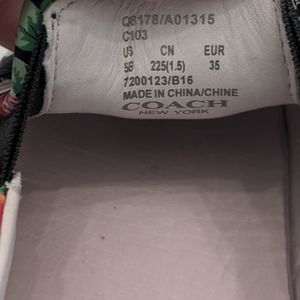 Q8178/A01315
C103
US CN EUR
5B 225(1.5) 35
7200123/B16
MADE IN CHINA/CHINE
COACH
NEW YORK